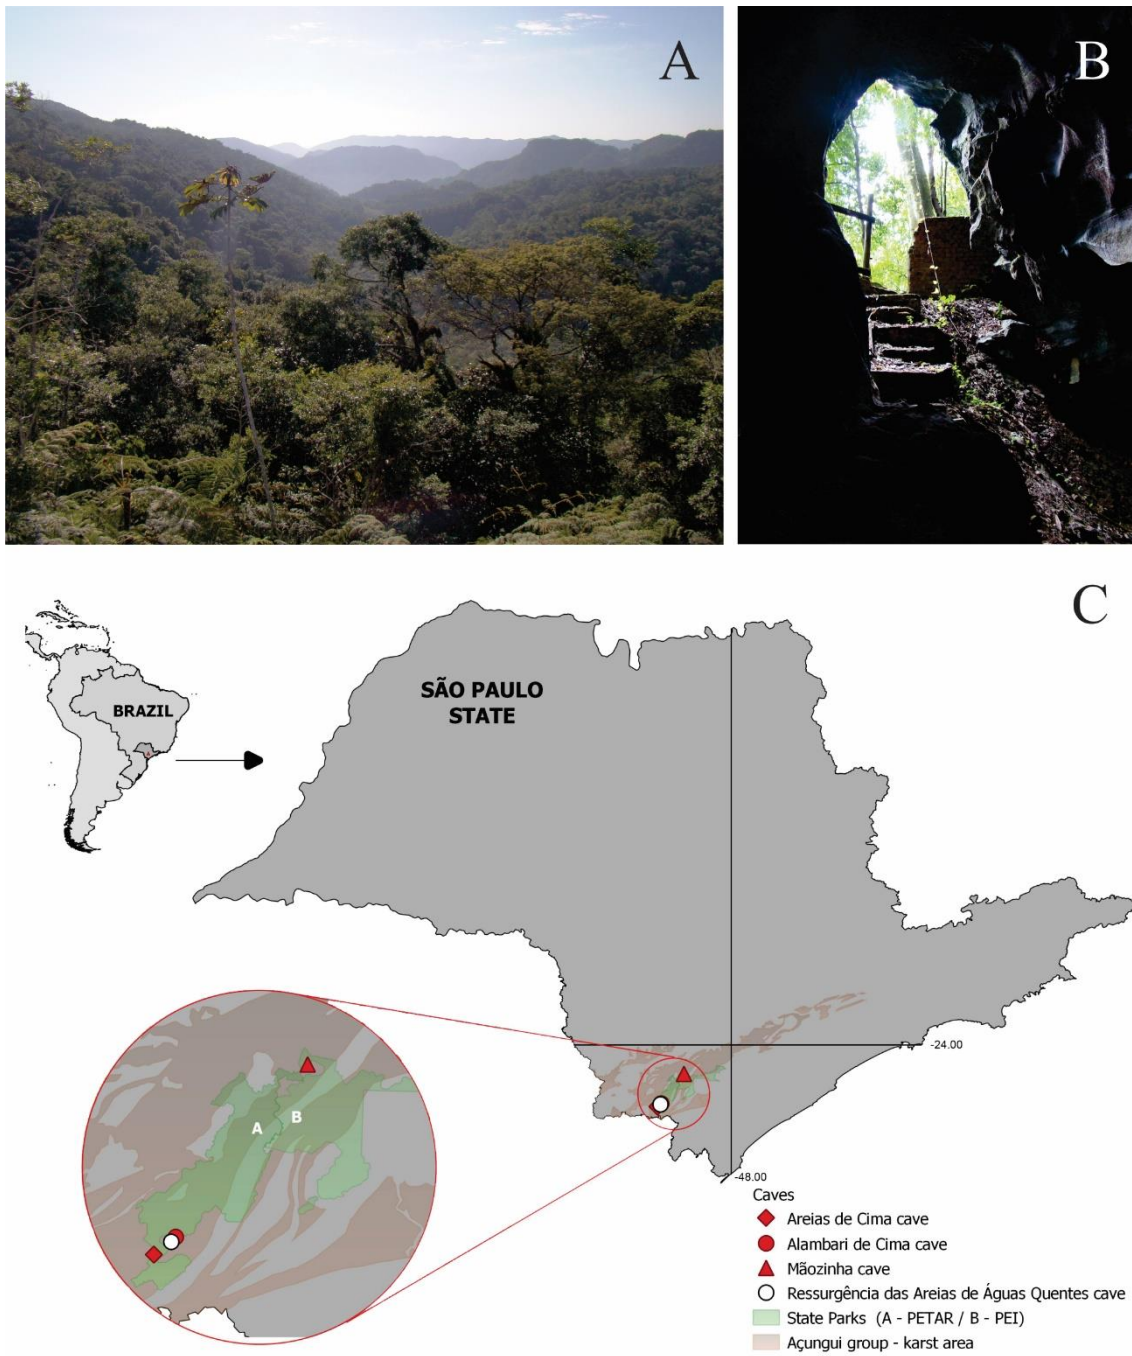 A
B
C
SÃO PAULO
STATE
BRAZIL
-24.00
A
B
-48.00
Caves
Areias de Cima cave
Alambari de Cima cave
Mãozinha cave
Ressurgência das Areias de Águas Quentes cave
State Parks (A - PETAR / B - PEI)
Açungui group - karst area